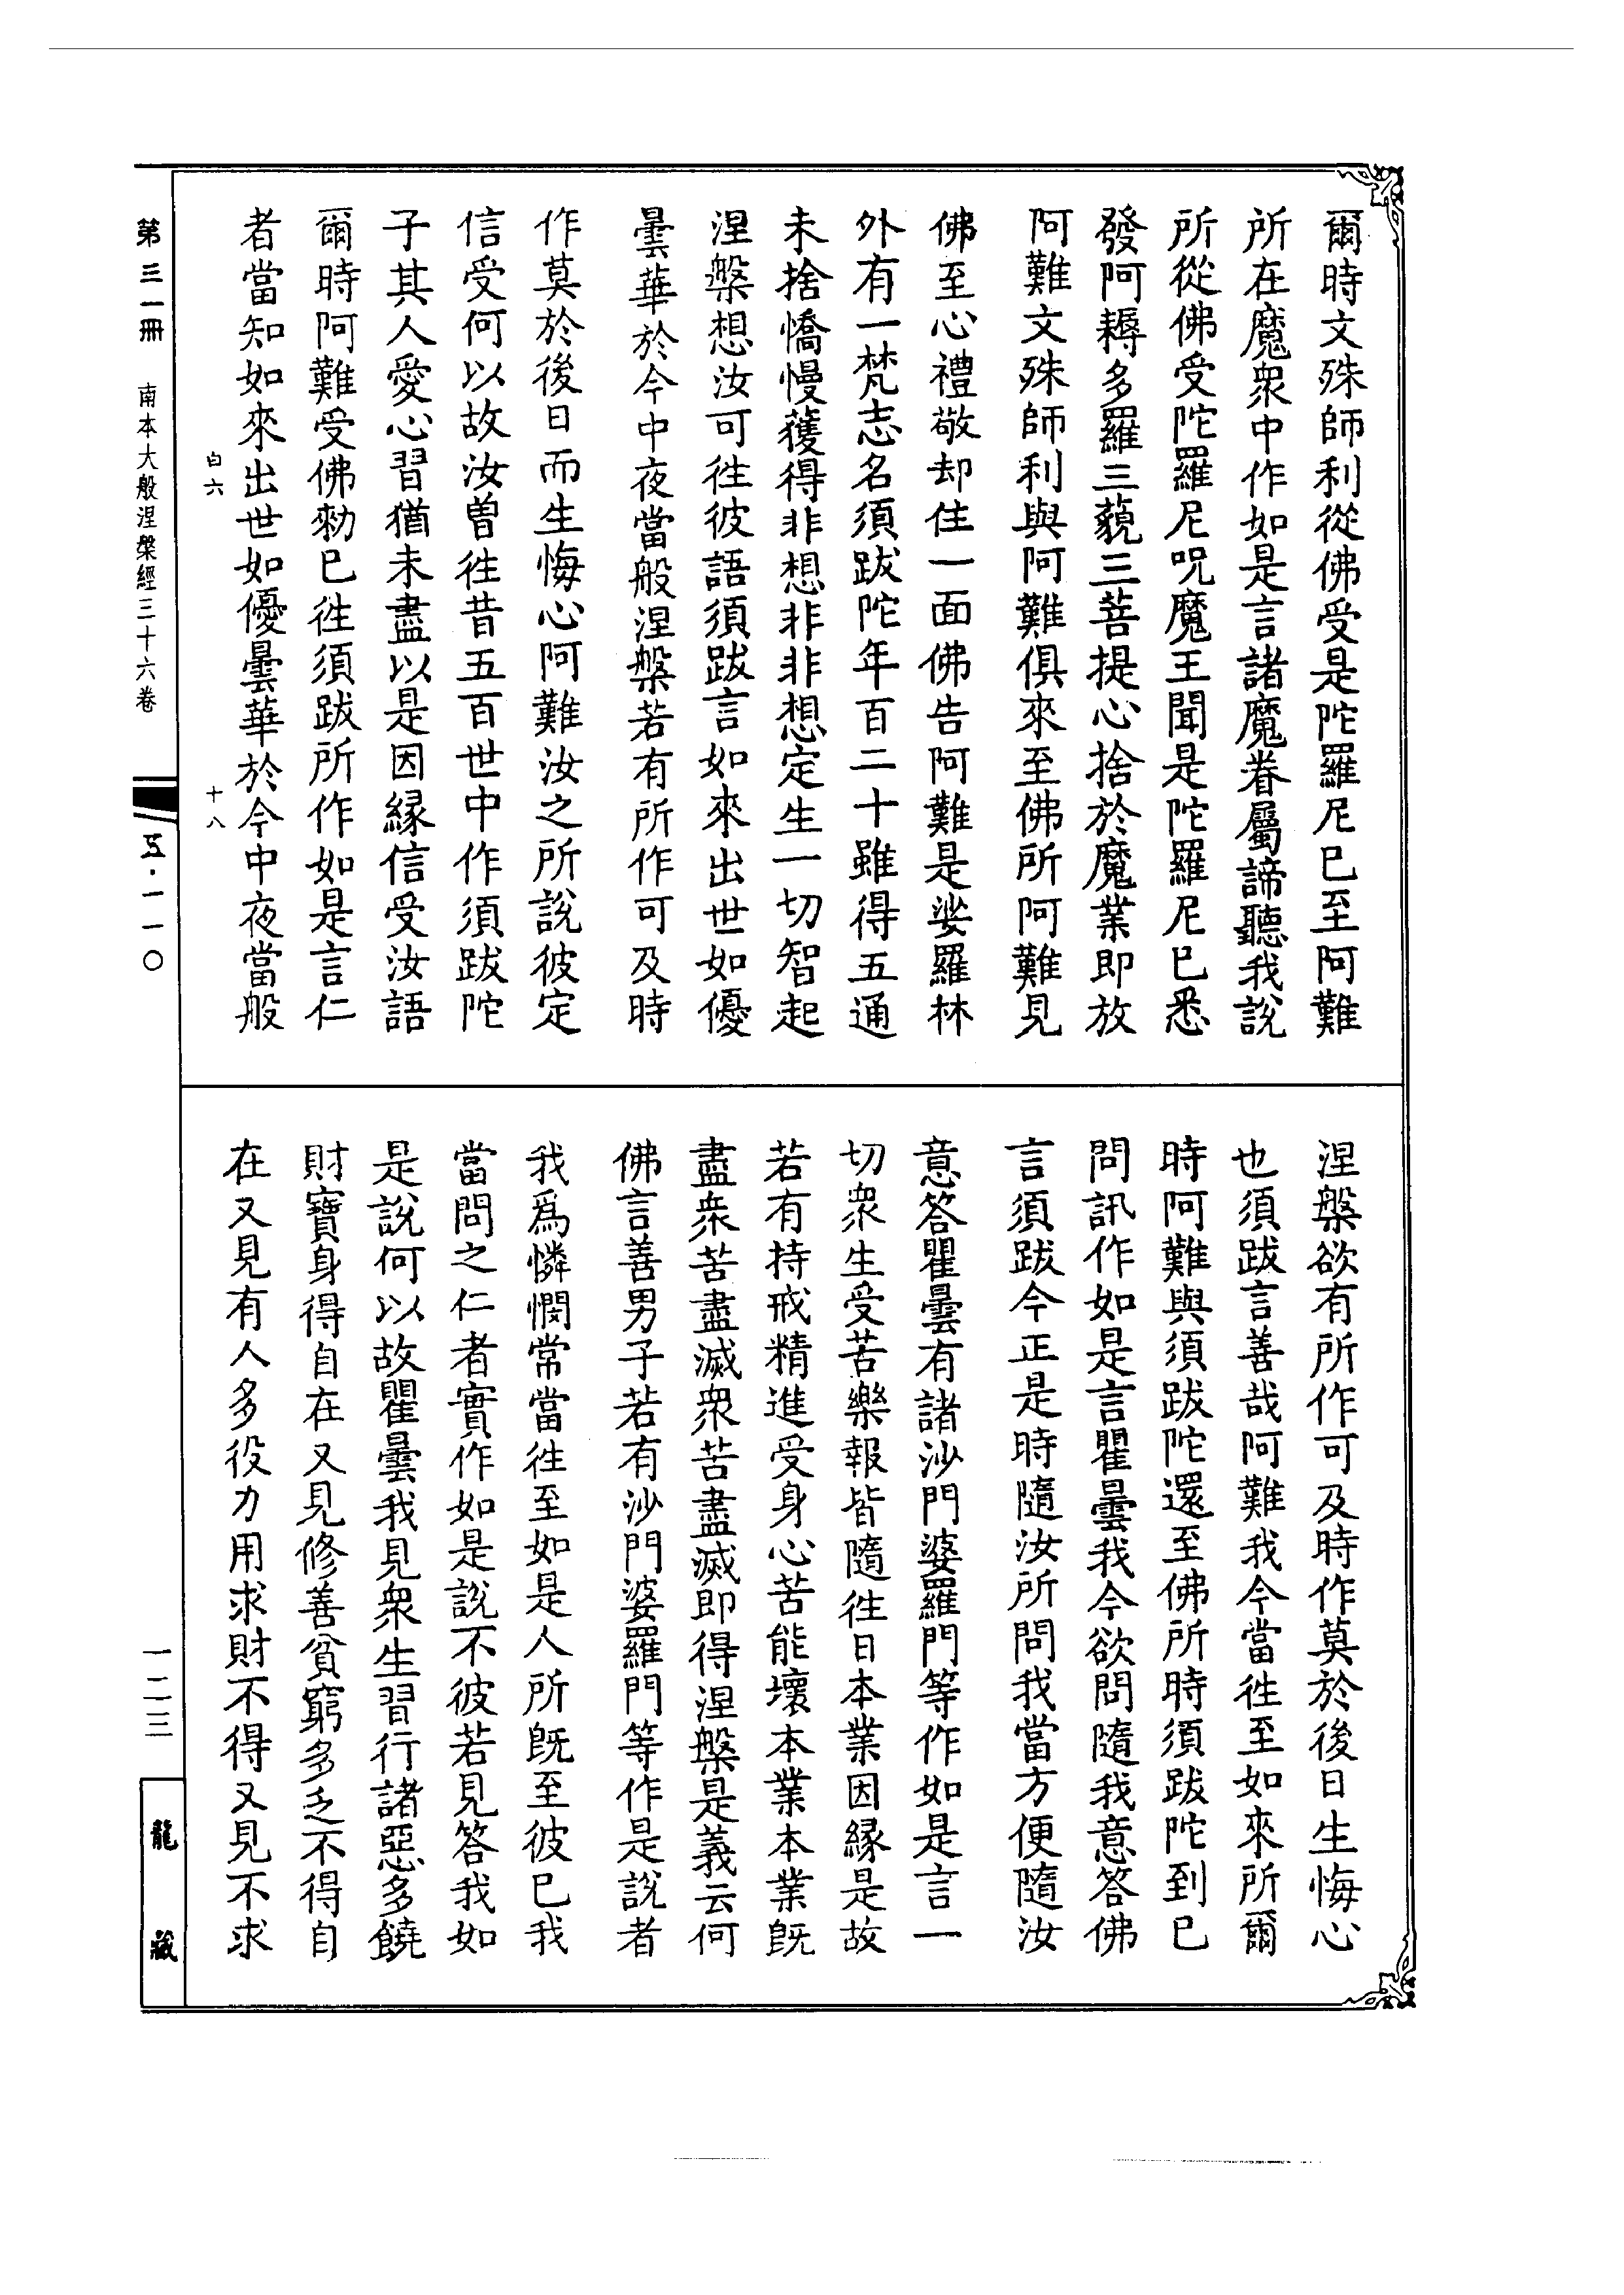 爾時文殊師利從佛受是陀羅尼已至阿難
所在魔衆中作如是言諸魔眷屬諦聽我說
所從佛受陀羅尼呪魔王聞是陀羅尼已悉
發阿耨多羅三藐三菩提心捨於魔業即放
阿難文殊師利與阿難俱來至佛所阿難見
佛至心禮敬却住一面佛告阿難是娑羅林
外有一梵志名須跋陀年百二十雖得五通
未捨憍慢獲得非想非非想定生一切智起
涅槃想汝可往彼語須跋言如來出世如優
曇華於今中夜當般涅槃若有所作可及時
作莫於後日而生悔心阿難汝之所說彼定
信受何以故汝曾往昔五百世中作須跋陀
子其人愛心習猶未盡以是因緣信受汝語
爾時阿難受佛勑已往須跋所作如是言仁
者當知如來出世如優曇華於今中夜當般
白六
十八
涅槃欲有所作可及時作莫於後日生悔心
也須跋言善哉阿難我今當往至如來所爾
時阿難與須跋陀還至佛所時須跋陀到已
問訊作如是言瞿曇我今欲問隨我意答佛
言須跋今正是時隨汝所問我當方便隨汝
意答瞿曇有諸沙門婆羅門等作如是言一
切衆生受苦樂報皆隨往日本業因緣是故
若有持戒精進受身心苦能壞本業本業既
盡衆苦盡滅衆苦盡滅即得涅槃是義云何
佛言善男子若有沙門婆羅門等作是說者
我爲憐憫常當往至如是人所既至彼已我
當問之仁者實作如是說不彼若見答我如
是說何以故瞿曇我見衆生習行諸惡多饒
財寶身得自在又見修善貧窮多乏不得自
在又見有人多役力用求財不得又見不求
第三一冊
南本大般涅槃經三十六卷
五·一一〇
一二三
龍藏